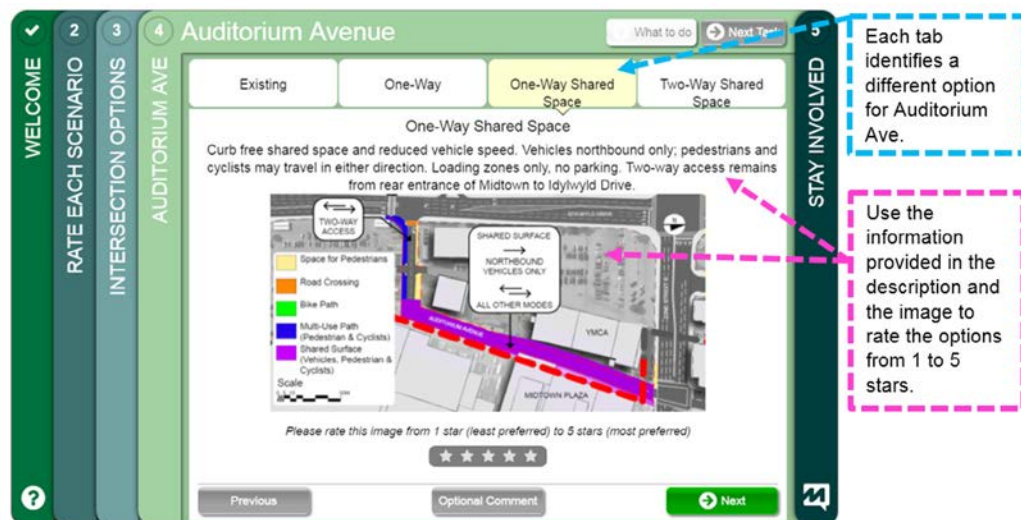 WELCOME
2
RATE EACH SCENARIO
3
INTERSECTION OPTIONS
4
AUDITORIUM AVE
Auditorium Avenue
What to do
Next Task
Existing
One-Way
One-Way Shared
Space
Two-Way Shared
Space
One-Way Shared Space
Curb free shared space and reduced vehicle speed. Vehicles northbound only; pedestrians and
cyclists may travel in either direction. Loading zones only, no parking. Two-way access remains
from rear entrance of Midtown to Idylwyld Drive.
TWO-WAY
ACCESS
SHARED SURFACE
NORTHBOUND
VEHICLES ONLY
ALL OTHER MODES
Space for Pedestrians
Road Crossing
Bike Path
Multi-Use Path
(Pedestrian & Cyclists)
Shared Surface
(Vehicles, Pedestrian &
Cyclists)
Scale
AUDITORIUM AVENUE
YMCA
MIDTOWN PLAZA
Please rate this image from 1 star (least preferred) to 5 stars (most preferred)
Previous
Optional Comment
Next
5
STAY INVOLVED
Each tab
identifies a
different option
for Auditorium
Ave.
Use the
information
provided in the
description and
the image to
rate the options
from 1 to 5
stars.